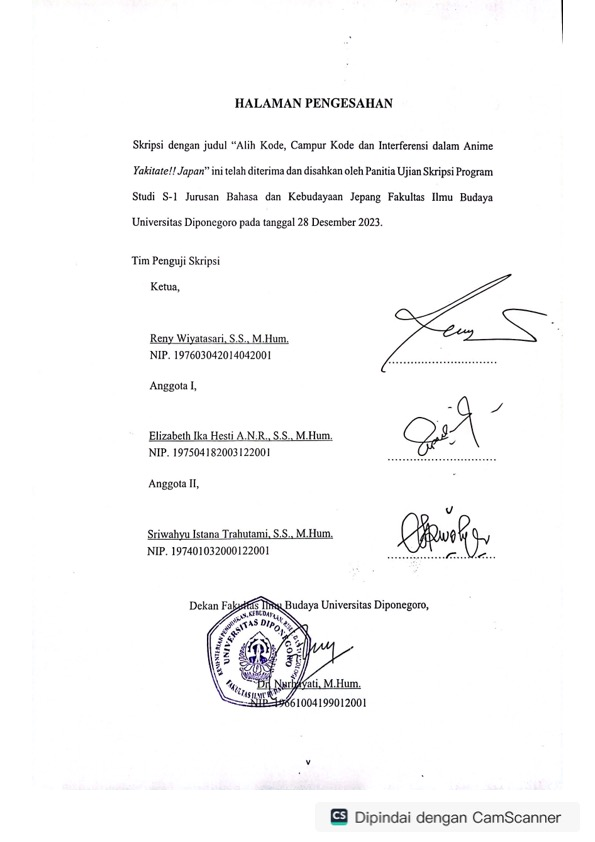 HALAMAN PENGESAHAN
Skripsi dengan judul “Alih Kode, Campur Kode dan Interferensi dalam Anime
Yakitate!! Japan” ini telah diterima dan disahkan oleh Panitia Ujian Skripsi Program
Studi S-1 Jurusan Bahasa dan Kebudayaan Jepang Fakultas Ilmu Budaya
Universitas Diponegoro pada tanggal 28 Desember 2023.
Tim Penguji Skripsi
Ketua,
Reny Wiyatasari, S.S., M.Hum.
NIP. 197603042014042001
Anggota I,
Elizabeth Ika Hesti A.N.R., S.S., M.Hum.
NIP. 197504182003122001
Anggota II,
Sriwahyu Istana Trahutami, S.S., M.Hum.
NIP. 197401032000122001
Dekan Fakultas Ilmu Budaya Universitas Diponegoro,
UNIVERSITAS DIPONEGORO
FAKULTAS ILMU BUDAYA
Dr. Nurhayati, M.Hum.
NIP. 19661004199012001
v
CS Dipindai dengan CamScanner